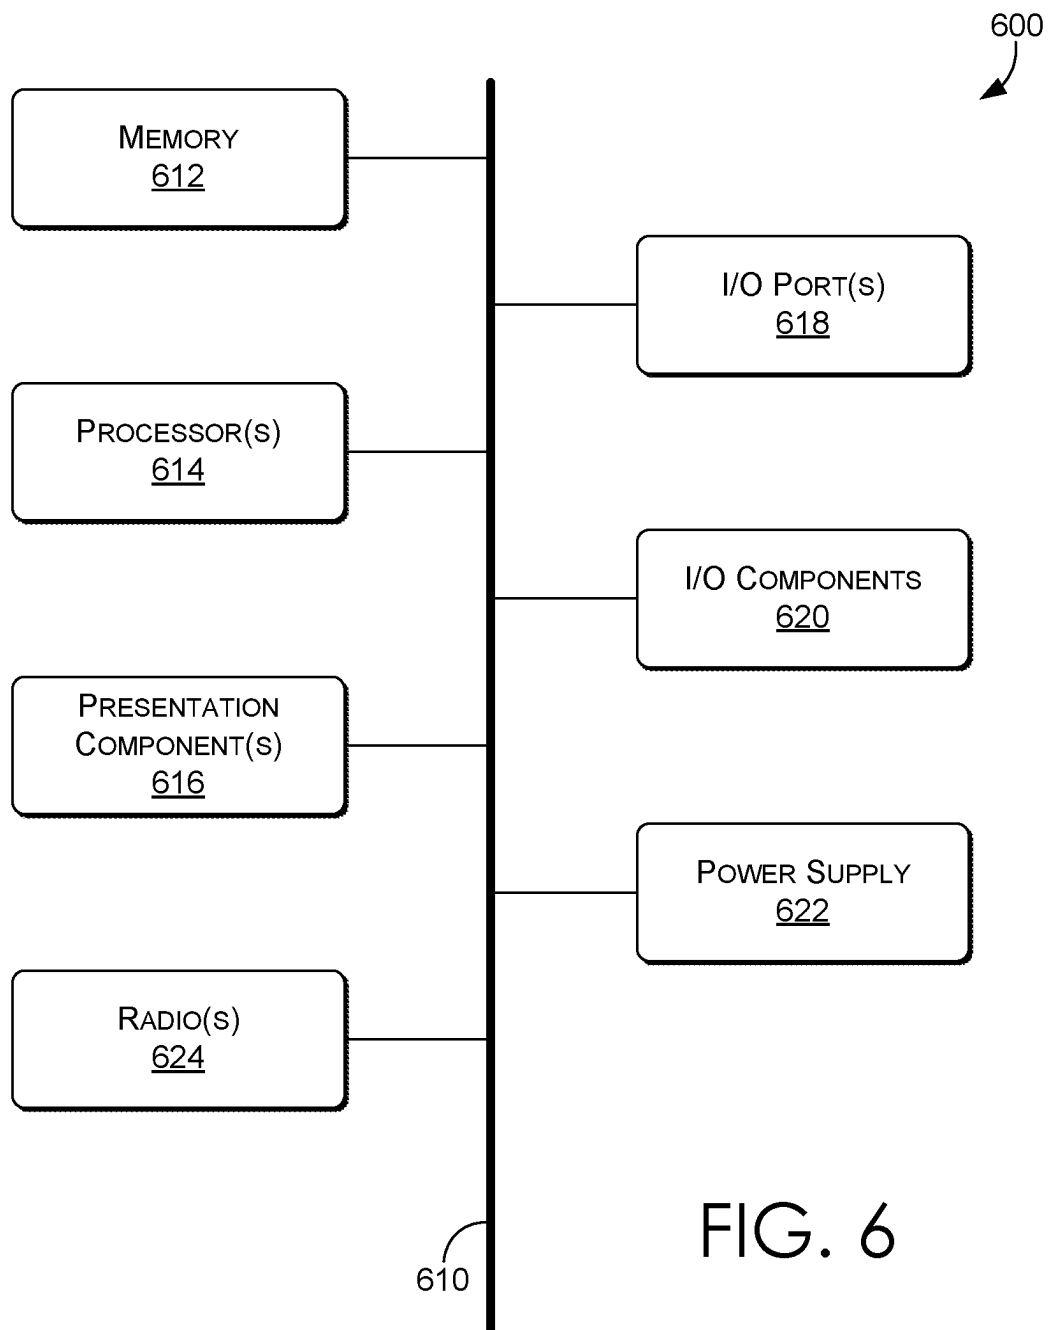 600
MEMORY
612
I/O PORT(S)
618
PROCESSOR(S)
614
I/O COMPONENTS
620
PRESENTATION
COMPONENT(S)
616
POWER SUPPLY
622
RADIO(S)
624
610
FIG. 6